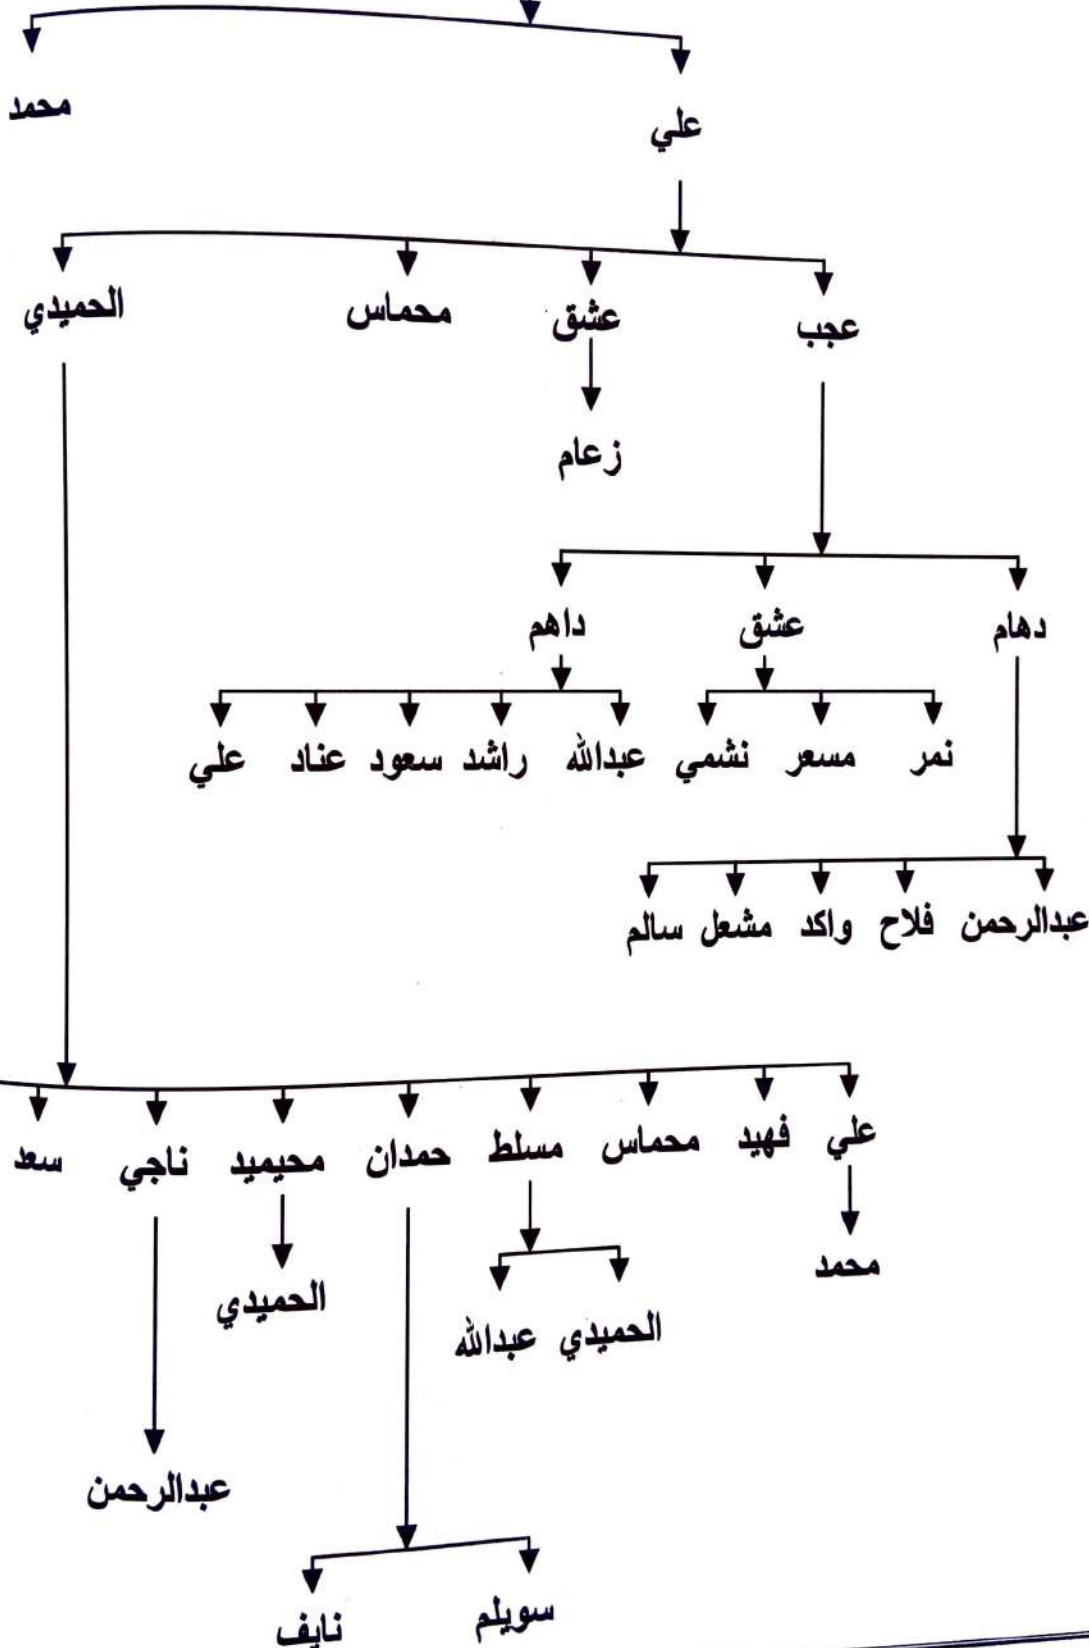 علي محمد
عجب عشق محماس الحميدي
زعام
دهام عشق داهم
نمر مسعر نشمي عبدالله راشد سعود عناد علي
عبدالرحمن فلاح واكد مشعل سالم
علي فهيد محماس مسلط حمدان محيميد ناجي سعد
محمد
الحميدي عبدالله الحميدي
عبدالرحمن
سويلم نايف